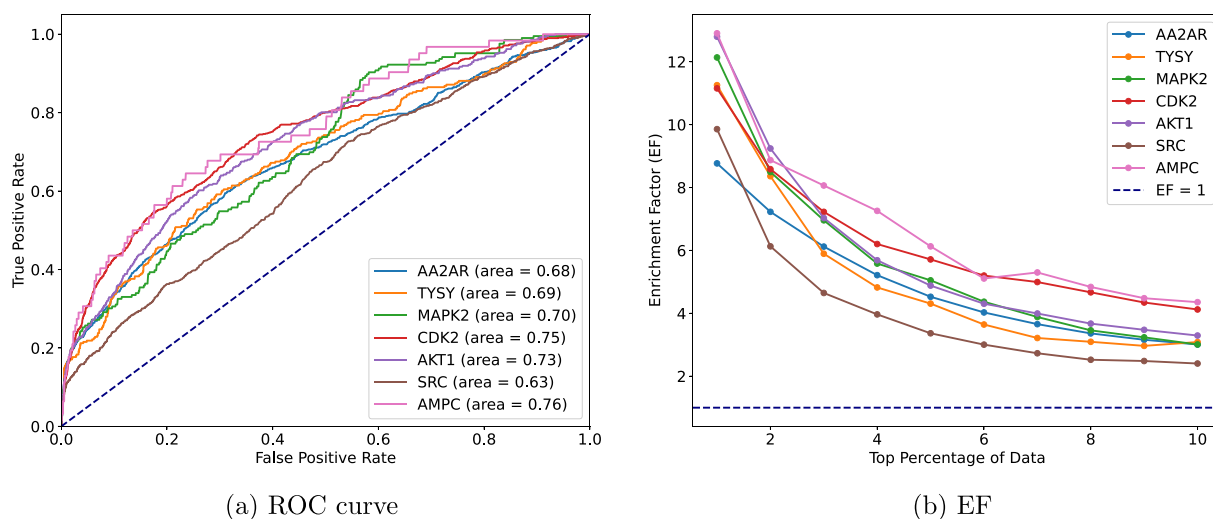 1.0
0.8
0.6
0.4
0.2
0.0
True Positive Rate
0.0 0.2 0.4 0.6 0.8 1.0
False Positive Rate
AA2AR (area = 0.68)
TYSY (area = 0.69)
MAPK2 (area = 0.70)
CDK2 (area = 0.75)
AKT1 (area = 0.73)
SRC (area = 0.63)
AMPC (area = 0.76)
(a) ROC curve
12
10
8
6
4
2
Enrichment Factor (EF)
2 4 6 8 10
Top Percentage of Data
AA2AR
TYSY
MAPK2
CDK2
AKT1
SRC
AMPC
EF = 1
(b) EF